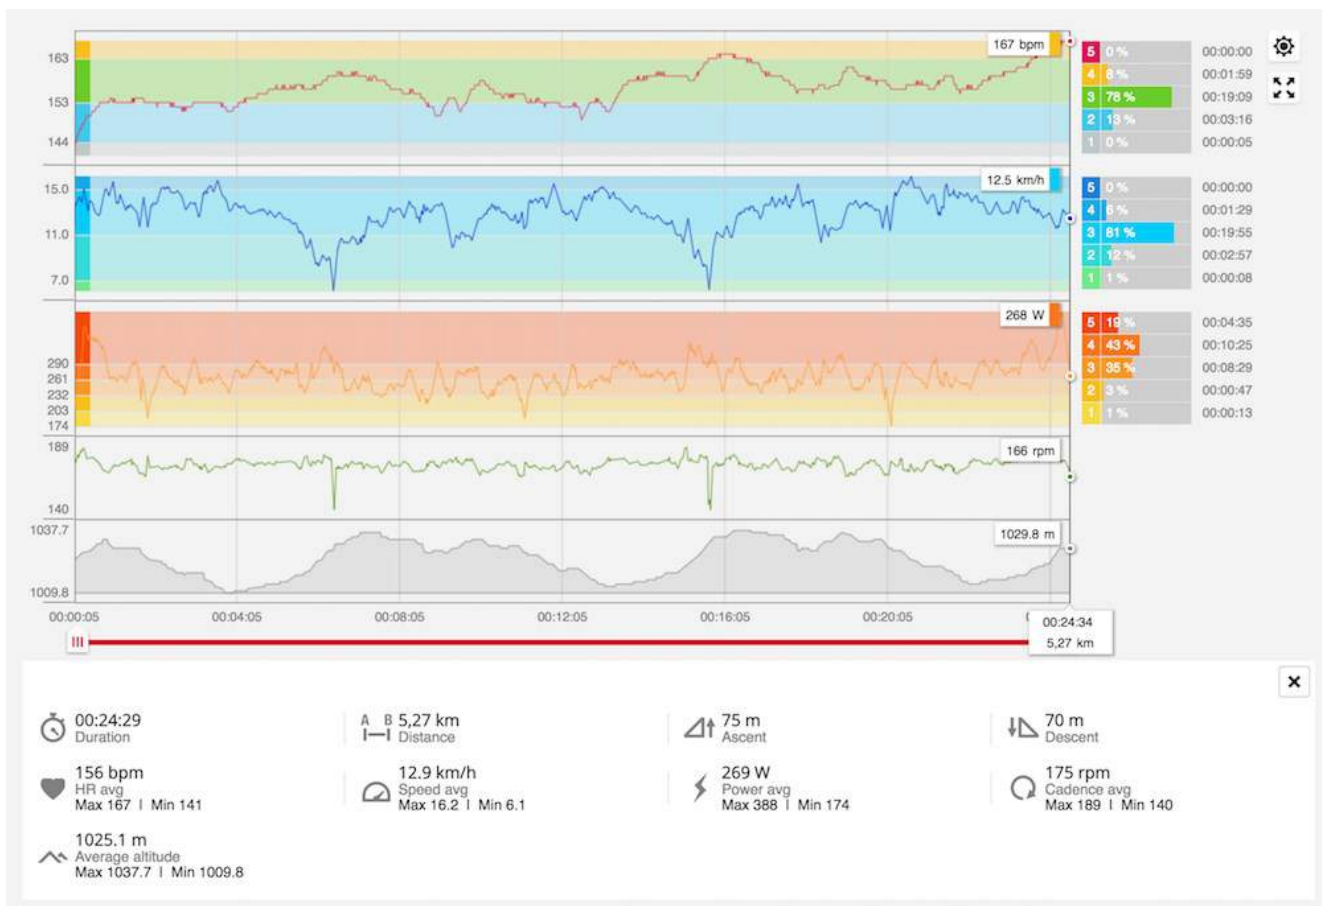 163
153
144
167 bpm
5 0 % 00:00:00
4 8 % 00:01:59
3 78 % 00:19:09
2 13 % 00:03:16
1 0 % 00:00:05
15.0
11.0
7.0
12.5 km/h
5 0 % 00:00:00
4 6 % 00:01:29
3 81 % 00:19:55
2 12 % 00:02:57
1 1 % 00:00:08
290
261
232
203
174
268 W
5 19 % 00:04:35
4 43 % 00:10:25
3 35 % 00:08:29
2 3 % 00:00:47
1 1 % 00:00:13
189
140
166 rpm
1037.7
1009.8
1029.8 m
00:00:05 00:04:05 00:08:05 00:12:05 00:16:05 00:20:05
00:24:34
5,27 km
00:24:29
Duration
A B 5,27 km
Distance
75 m
Ascent
70 m
Descent
156 bpm
HR avg
Max 167 | Min 141
12.9 km/h
Speed avg
Max 16.2 | Min 6.1
269 W
Power avg
Max 388 | Min 174
175 rpm
Cadence avg
Max 189 | Min 140
1025.1 m
Average altitude
Max 1037.7 | Min 1009.8